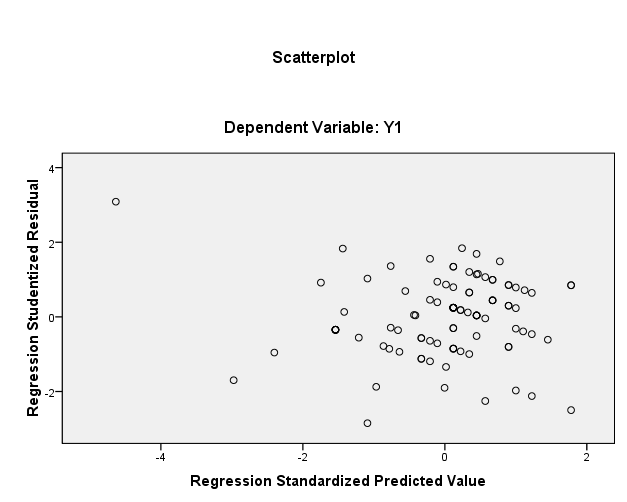 Scatterplot
Dependent Variable: Y1
Regression Studentized Residual
4
2
0
-2
-4
-2
0
2
Regression Standardized Predicted Value